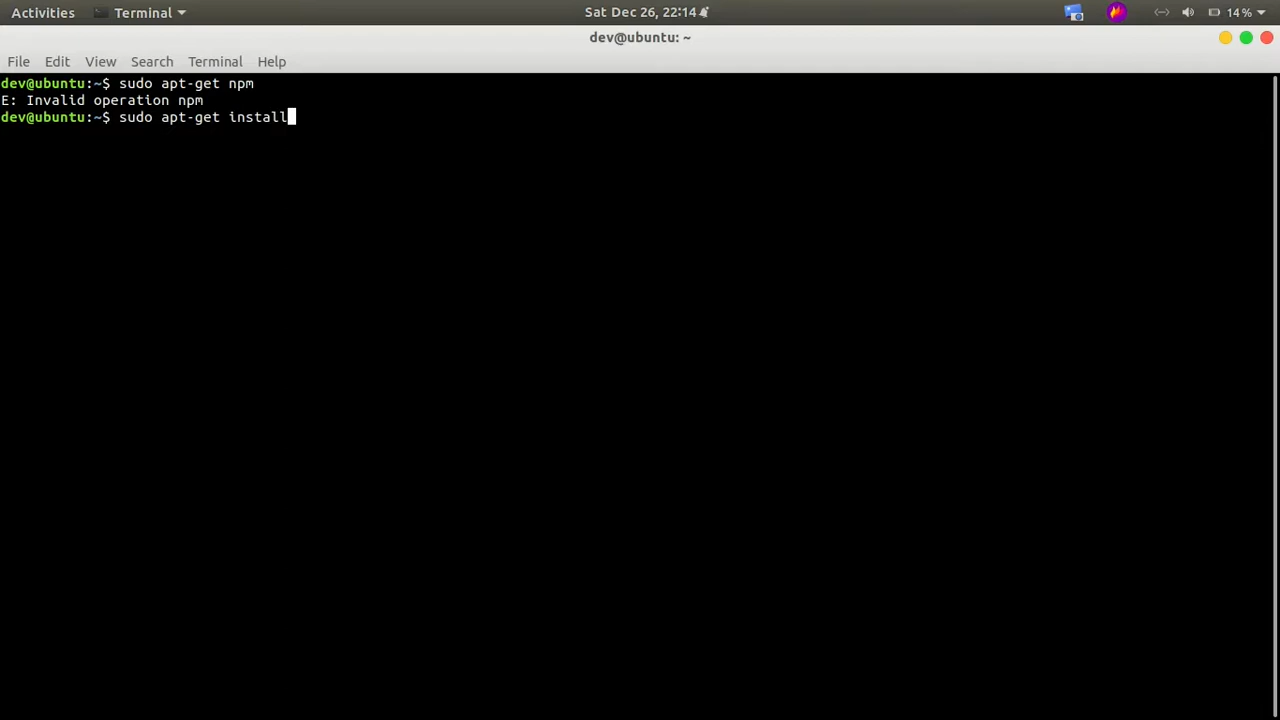 Activities Terminal Sat Dec 26, 22:14 14%
dev@ubuntu: ~
File Edit View Search Terminal Help
dev@ubuntu:~$ sudo apt-get npm
E: Invalid operation npm
dev@ubuntu:~$ sudo apt-get install